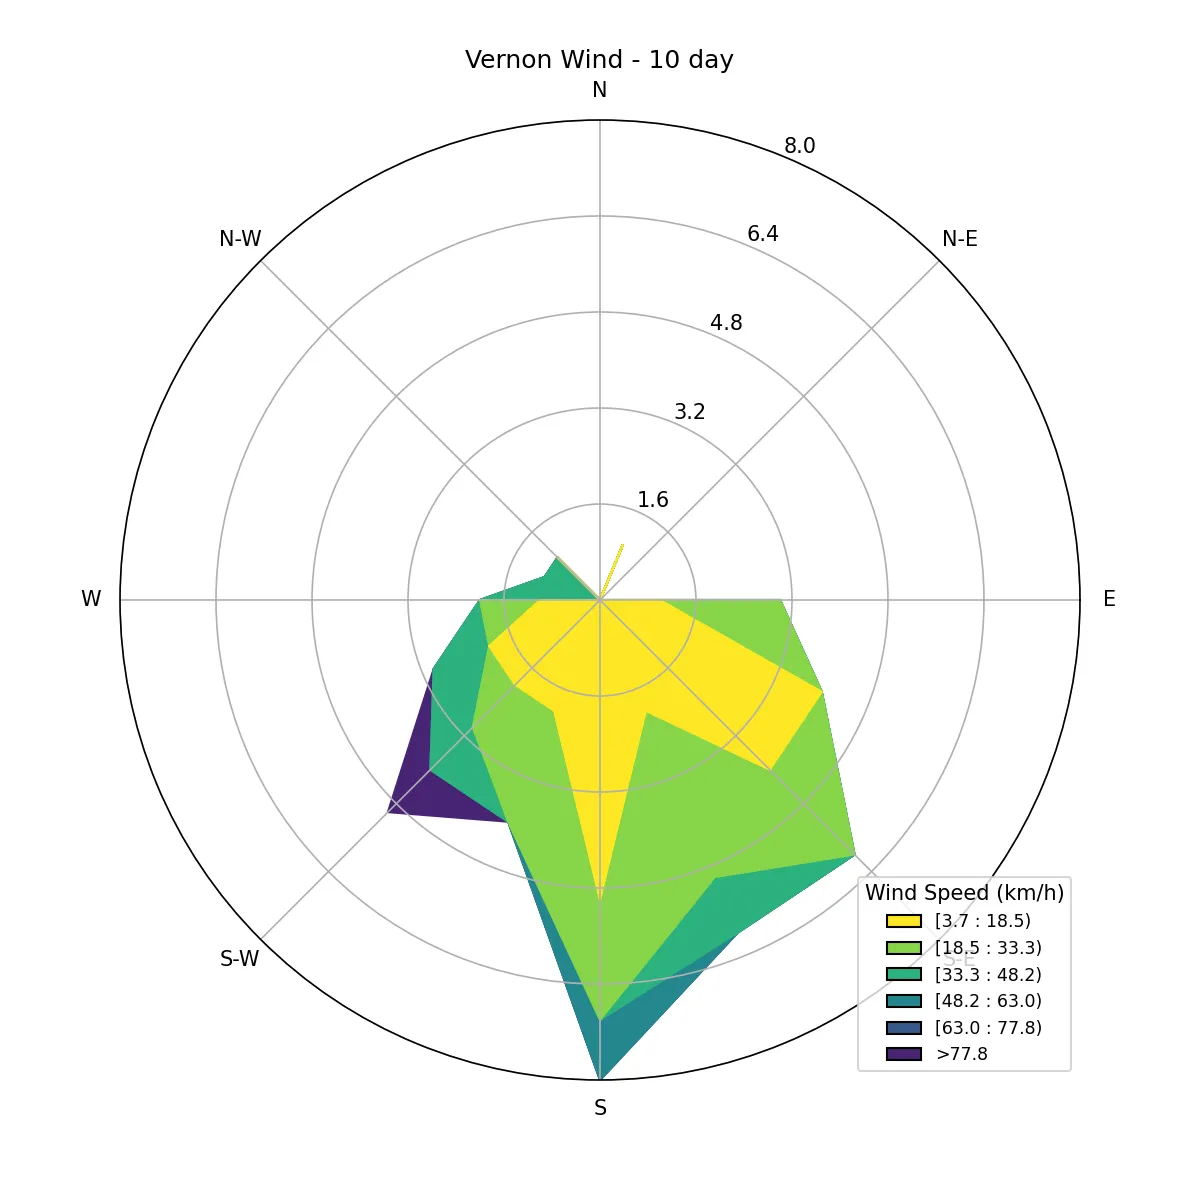 Vernon Wind - 10 day
N
8.0
N-W
6.4
N-E
4.8
3.2
1.6
W
E
Wind Speed (km/h)
[3.7 : 18.5)
[18.5 : 33.3)
S-W
S-E
[33.3 : 48.2)
[48.2 : 63.0)
[63.0 : 77.8)
>77.8
S